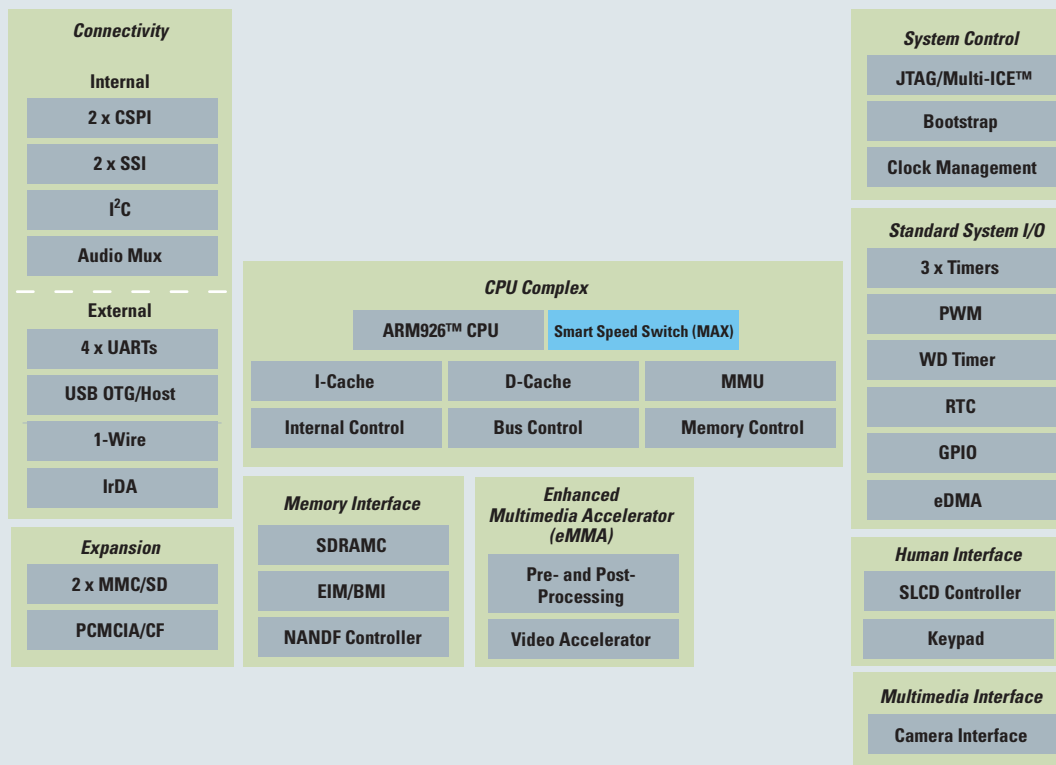 Connectivity
Internal
2 x CSPI
2 x SSI
I²C
Audio Mux
External
4 x UARTs
USB OTG/Host
1-Wire
IrDA
Expansion
2 x MMC/SD
PCMCIA/CF
CPU Complex
ARM926™ CPU
Smart Speed Switch (MAX)
I-Cache
D-Cache
MMU
Internal Control
Bus Control
Memory Control
Memory Interface
SDRAMC
EIM/BMI
NANDF Controller
Enhanced
Multimedia Accelerator
(eMMA)
Pre- and Post-
Processing
Video Accelerator
System Control
JTAG/Multi-ICE™
Bootstrap
Clock Management
Standard System I/O
3 x Timers
PWM
WD Timer
RTC
GPIO
eDMA
Human Interface
SLCD Controller
Keypad
Multimedia Interface
Camera Interface